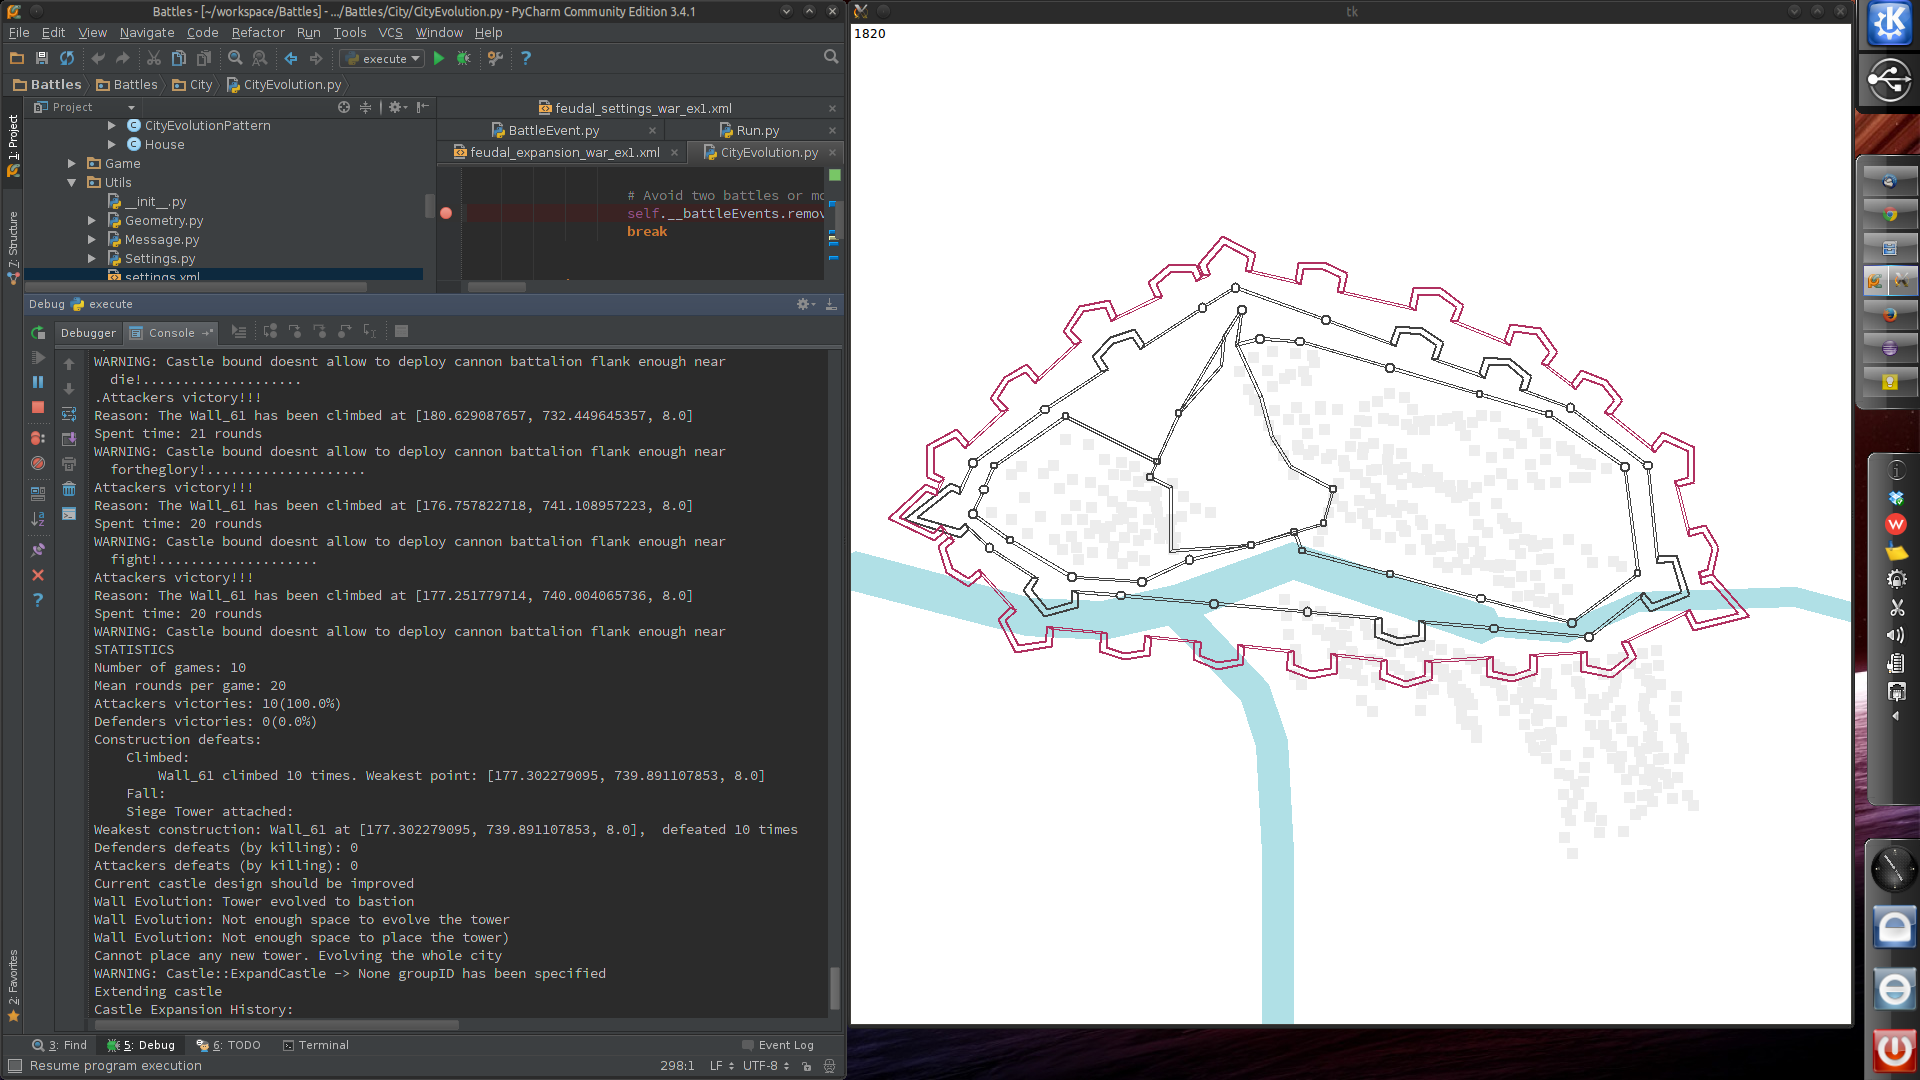 Battles - [~/workspace/Battles] - .../Battles/City/CityEvolution.py - PyCharm Community Edition 3.4.1
File Edit View Navigate Code Refactor Run Tools VCS Window Help
execute
Battles Battles City CityEvolution.py
Project
feudal_settings_war_ex1.xml
BattleEvent.py Run.py
feudal_expansion_war_ex1.xml CityEvolution.py
1: Project
7: Structure
2: Favorites
CityEvolutionPattern
House
Game
Utils
__init__.py
Geometry.py
Message.py
Settings.py
settings.xml
# Avoid two battles or mo
self.__battleEvents.remov
break
Debug execute
Debugger Console
WARNING: Castle bound doesnt allow to deploy cannon battalion flank enough near
die!....................
.Attackers victory!!!
Reason: The Wall_61 has been climbed at [180.629087657, 732.449645357, 8.0]
Spent time: 21 rounds
WARNING: Castle bound doesnt allow to deploy cannon battalion flank enough near
fortheglory!....................
Attackers victory!!!
Reason: The Wall_61 has been climbed at [176.757822718, 741.108957223, 8.0]
Spent time: 20 rounds
WARNING: Castle bound doesnt allow to deploy cannon battalion flank enough near
fight!....................
Attackers victory!!!
Reason: The Wall_61 has been climbed at [177.251779714, 740.004065736, 8.0]
Spent time: 20 rounds
WARNING: Castle bound doesnt allow to deploy cannon battalion flank enough near
STATISTICS
Number of games: 10
Mean rounds per game: 20
Attackers victories: 10(100.0%)
Defenders victories: 0(0.0%)
Construction defeats:
Climbed:
Wall_61 climbed 10 times. Weakest point: [177.302279095, 739.891107853, 8.0]
Fall:
Siege Tower attached:
Weakest construction: Wall_61 at [177.302279095, 739.891107853, 8.0],  defeated 10 times
Defenders defeats (by killing): 0
Attackers defeats (by killing): 0
Current castle design should be improved
Wall Evolution: Tower evolved to bastion
Wall Evolution: Not enough space to evolve the tower
Wall Evolution: Not enough space to place the tower)
Cannot place any new tower. Evolving the whole city
WARNING: Castle::ExpandCastle -> None groupID has been specified
Extending castle
Castle Expansion History:
3: Find 5: Debug 6: TODO Terminal Event Log
Resume program execution 298:1 LF UTF-8
tk
1820